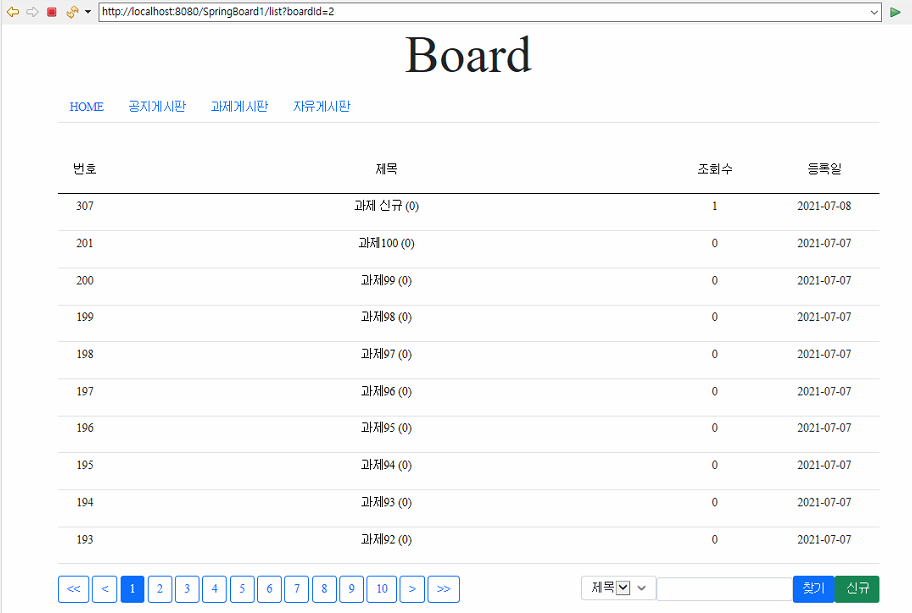 http://localhost:8080/SpringBoard1/list?boardId=2
Board
HOME 공지게시판 과제게시판 자유게시판
번호 제목 조회수 등록일
307 과제 신규 (0) 1 2021-07-08
201 과제100 (0) 0 2021-07-07
200 과제99 (0) 0 2021-07-07
199 과제98 (0) 0 2021-07-07
198 과제97 (0) 0 2021-07-07
197 과제96 (0) 0 2021-07-07
196 과제95 (0) 0 2021-07-07
195 과제94 (0) 0 2021-07-07
194 과제93 (0) 0 2021-07-07
193 과제92 (0) 0 2021-07-07
<< < 1 2 3 4 5 6 7 8 9 10 > >> 제목 찾기 신규